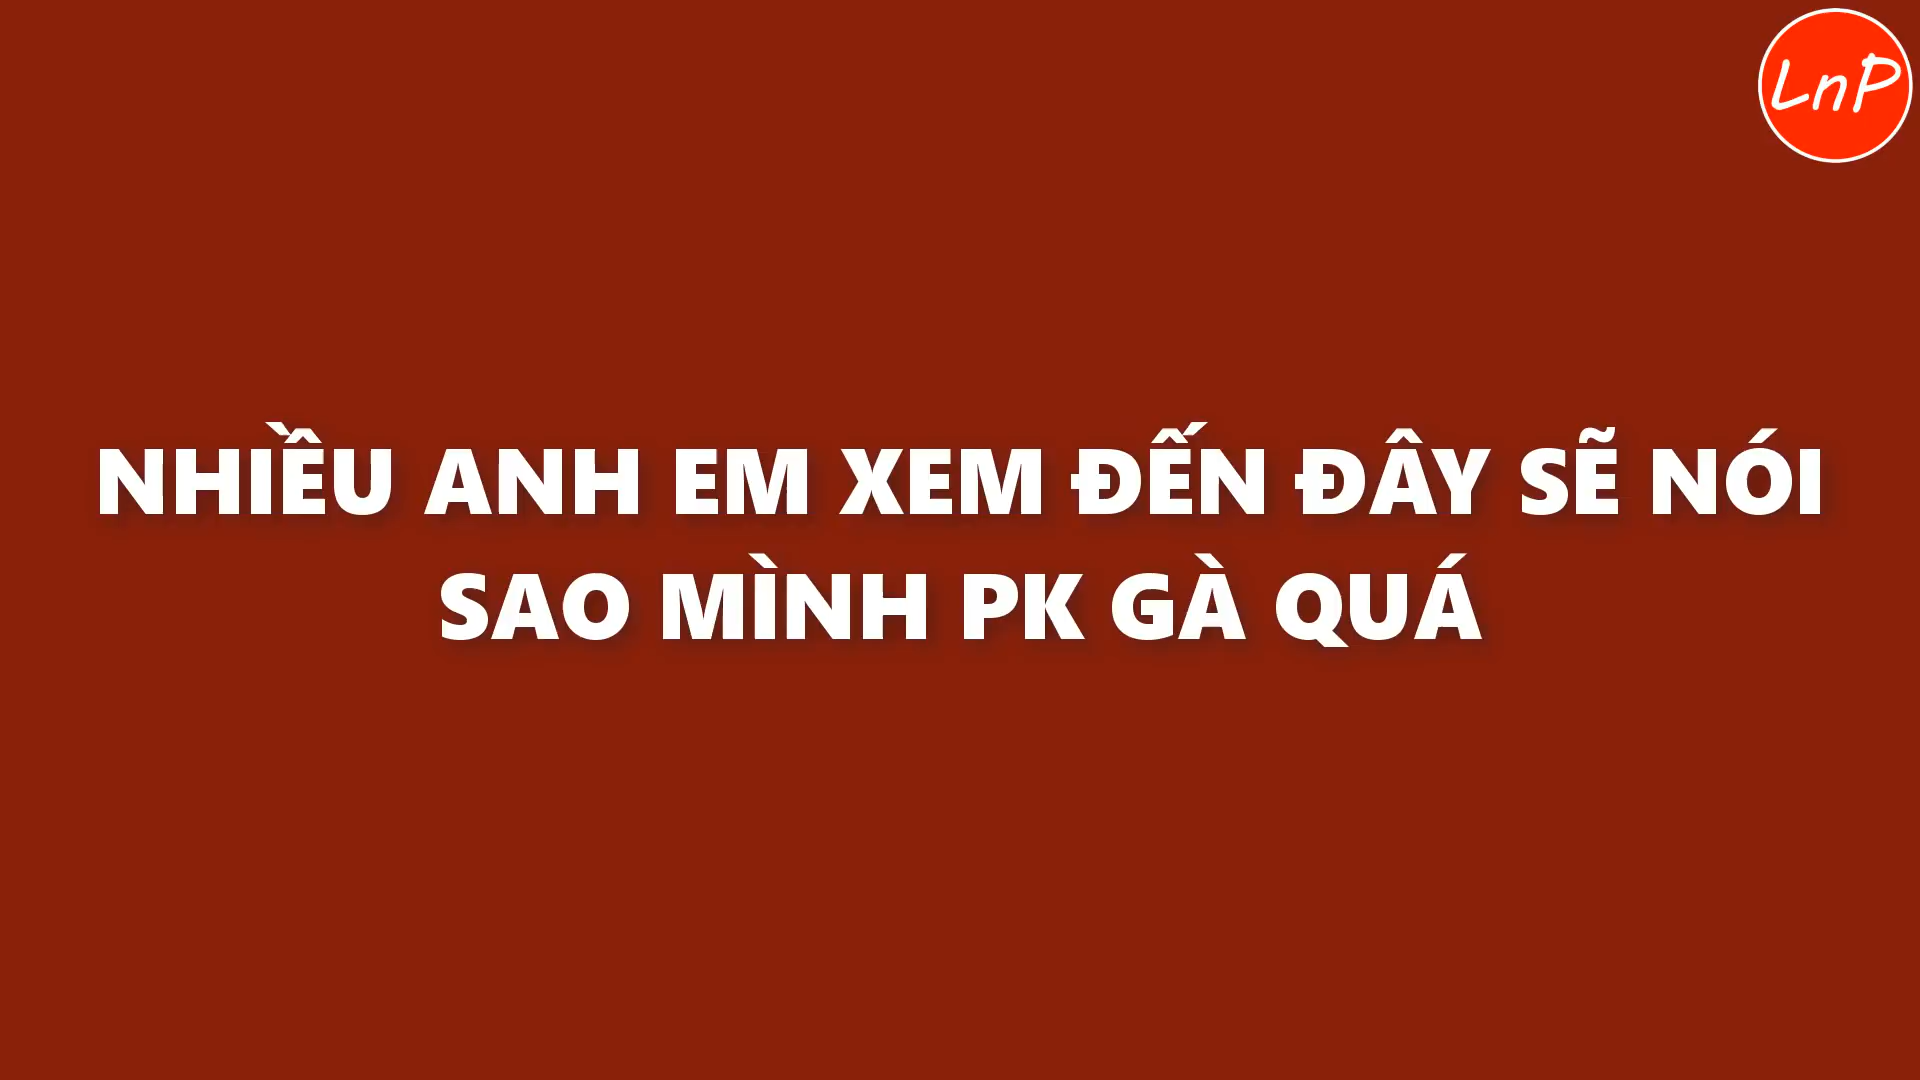 LnP
NHIỀU ANH EM XEM ĐẾN ĐÂY SẼ NÓI
SAO MÌNH PK GÀ QUÁ